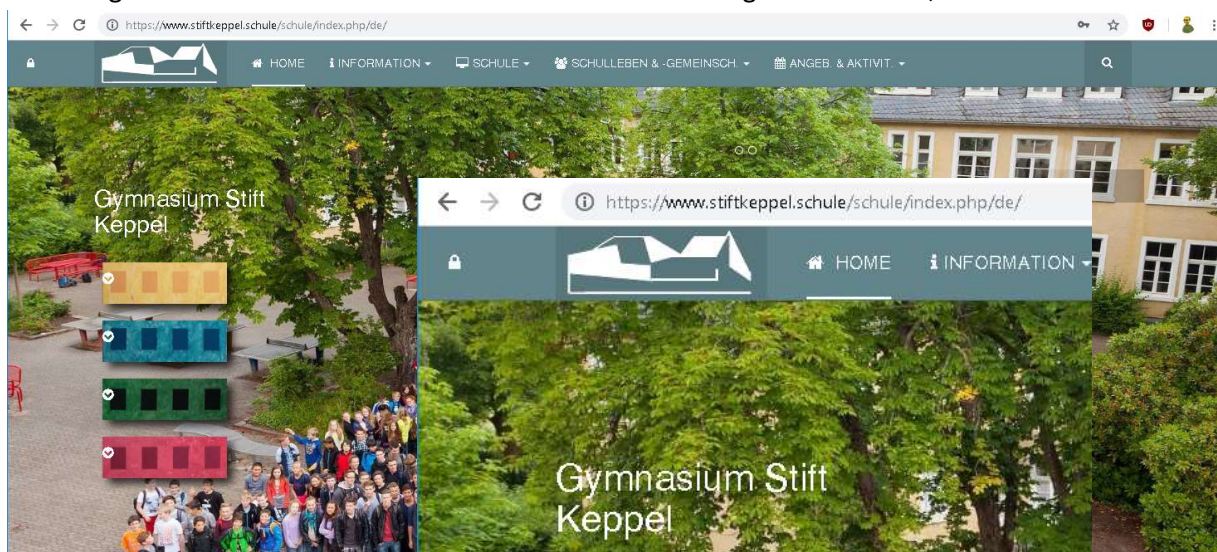 https://www.stiftkeppel.schule/schule/index.php/de/
HOME INFORMATION SCHULE SCHULLEBEN & -GEMEINSCH. ANGEB. & AKTIVIT.
Gymnasium Stift
Keppel
https://www.stiftkeppel.schule/schule/index.php/de/
HOME INFORMATION
Gymnasium Stift
Keppel